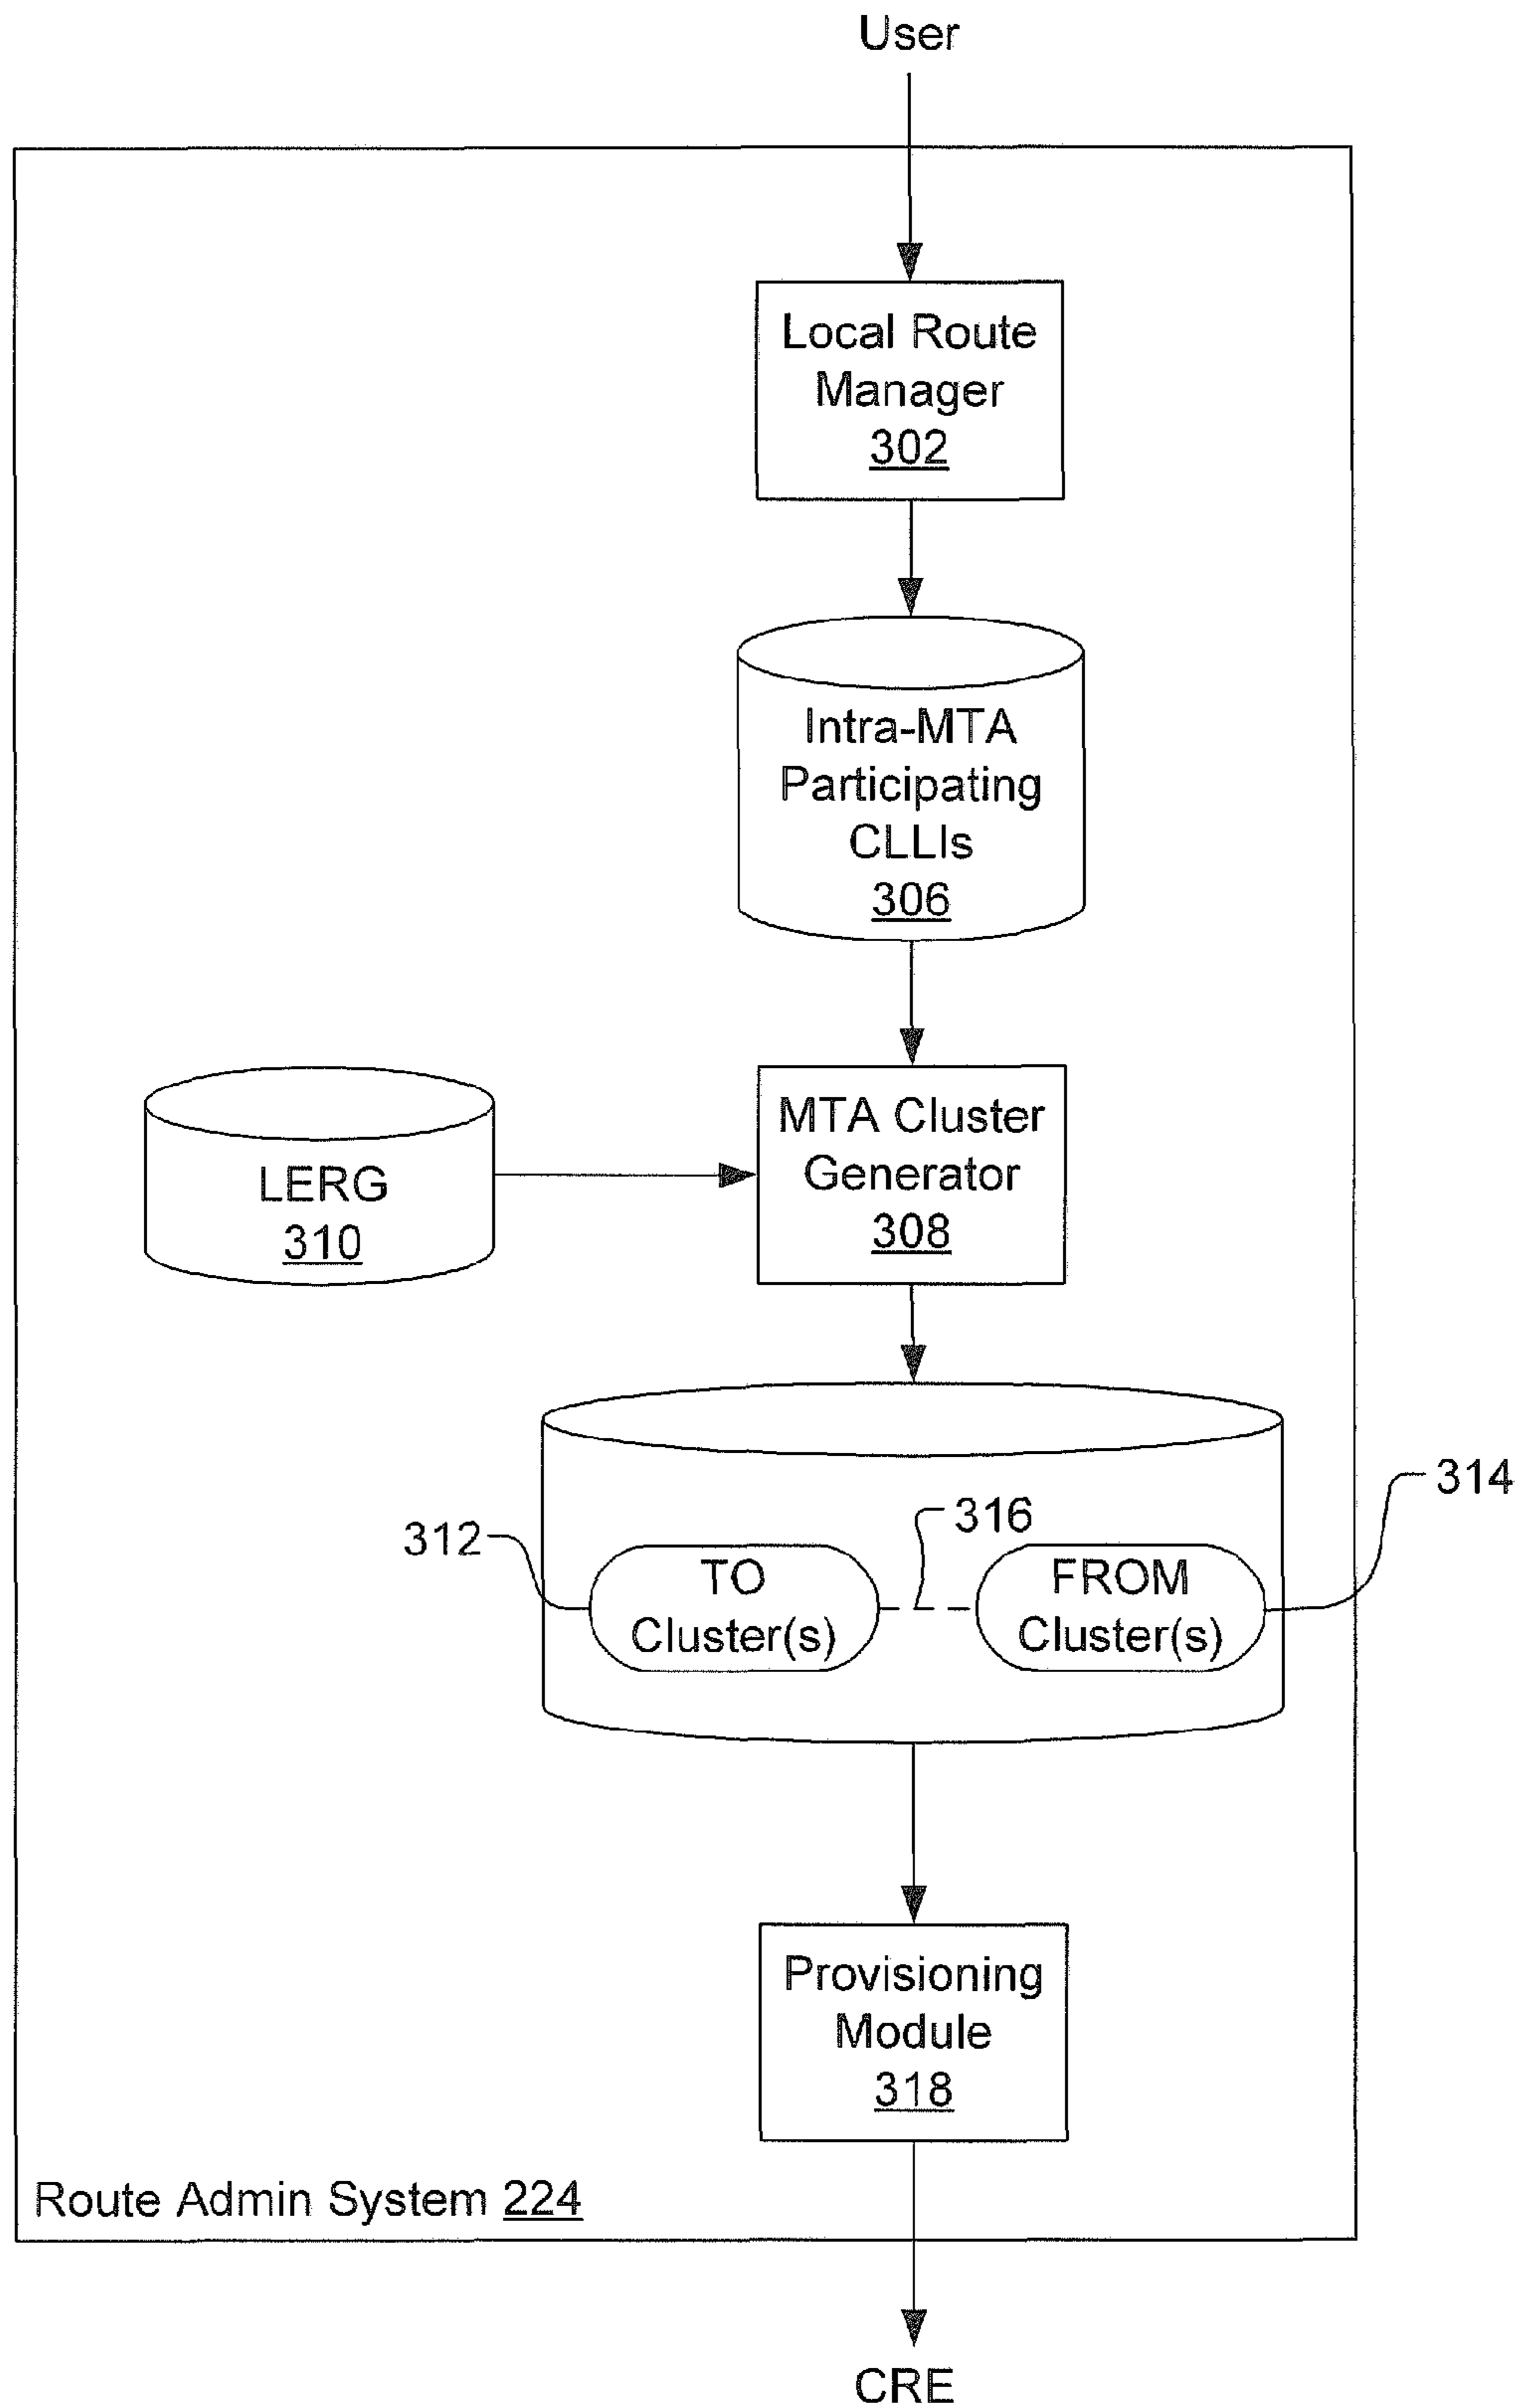 User
Local Route
Manager
302
Intra-MTA
Participating
CLLIs
306
LERG
310
MTA Cluster
Generator
308
312
316
314
TO
Cluster(s)
FROM
Cluster(s)
Provisioning
Module
318
Route Admin System 224
CRE